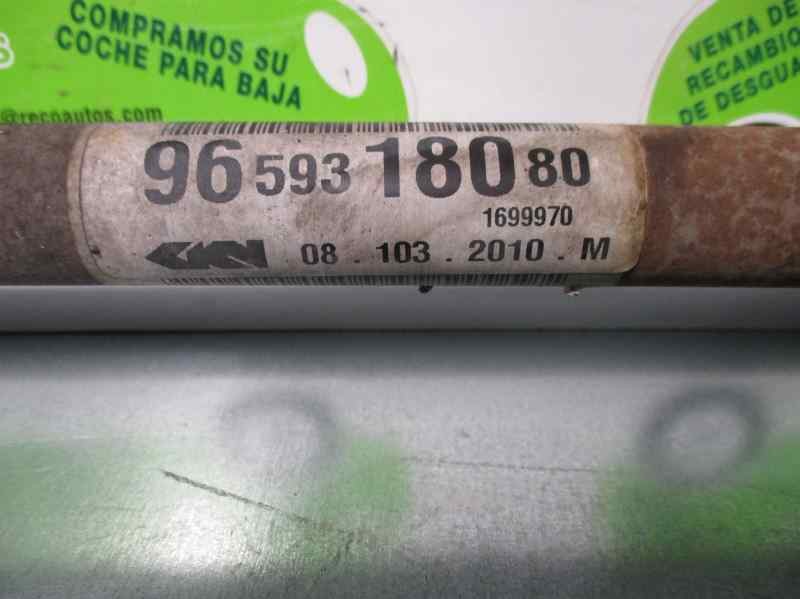 COMPRAMOS SU
COCHE PARA BAJA
@recoautos.com
VENTA DE
RECAMBIO
DE DESGUA
96 593 180 80
1699970
GKN 08 . 103 . 2010 . M